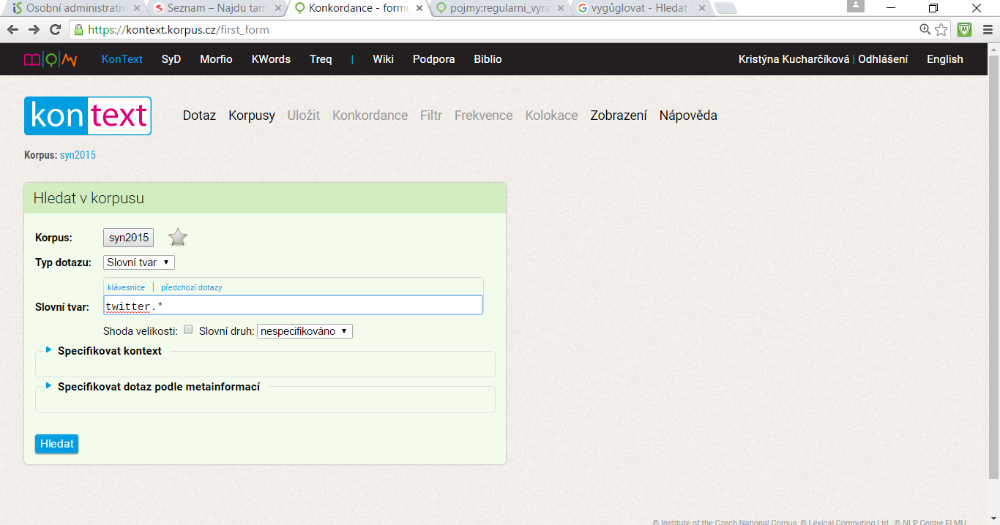 Osobní administrativ Seznam – Najdu tam Konkordance - formu pojmy:regularni_vyra vygůglovat - Hledat
https://kontext.korpus.cz/first_form
KonText SyD Morfio KWords Treq | Wiki Podpora Biblio Kristýna Kucharčíková | Odhlášení English
kontext Dotaz Korpusy Uložit Konkordance Filtr Frekvence Kolokace Zobrazení Nápověda
Korpus: syn2015
Hledat v korpusu
Korpus: syn2015
Typ dotazu: Slovní tvar
klávesnice | předchozí dotazy
Slovní tvar: twitter.*
Shoda velikosti: Slovní druh: nespecifikováno
Specifikovat kontext
Specifikovat dotaz podle metainformací
Hledat
© Institute of the Czech National Corpus, © Lexical Computing Ltd., © NLP Centre FI MU